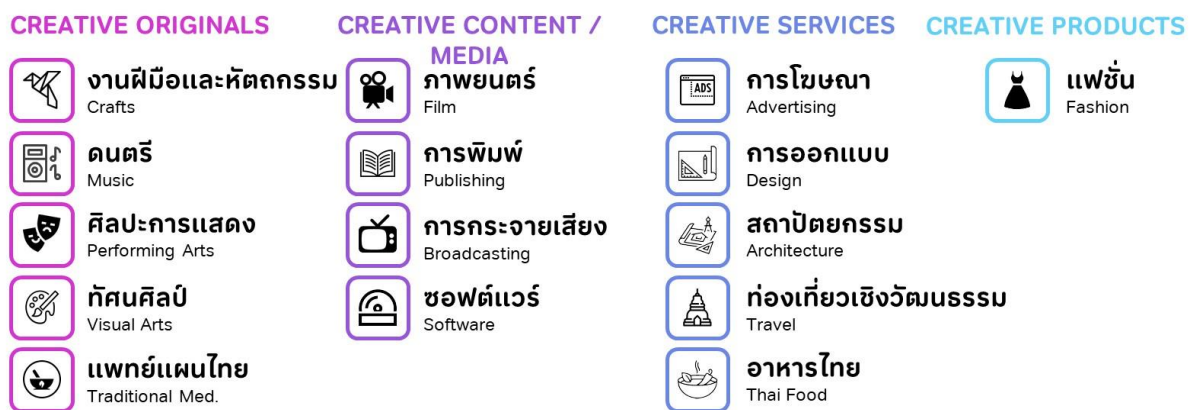 CREATIVE ORIGINALS
งานฝีมือและหัตถกรรม
Crafts
ดนตรี
Music
ศิลปะการแสดง
Performing Arts
ทัศนศิลป์
Visual Arts
แพทย์แผนไทย
Traditional Med.
CREATIVE CONTENT /
MEDIA
ภาพยนตร์
Film
การพิมพ์
Publishing
การกระจายเสียง
Broadcasting
ซอฟต์แวร์
Software
CREATIVE SERVICES
ADS
การโฆษณา
Advertising
การออกแบบ
Design
สถาปัตยกรรม
Architecture
ท่องเที่ยวเชิงวัฒนธรรม
Travel
อาหารไทย
Thai Food
CREATIVE PRODUCTS
แฟชั่น
Fashion